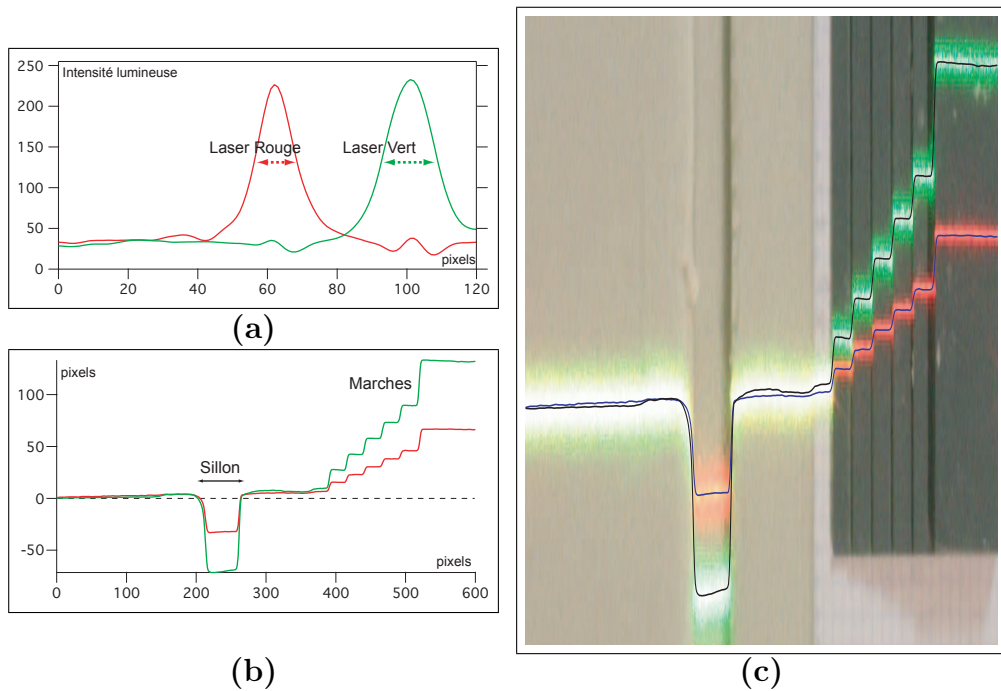 Intensité lumineuse
250
200
150
100
50
0
Laser Rouge
Laser Vert
pixels
0 20 40 60 80 100 120
(a)
pixels
100
50
0
-50
Marches
Sillon
pixels
0 100 200 300 400 500 600
(b)
(c)